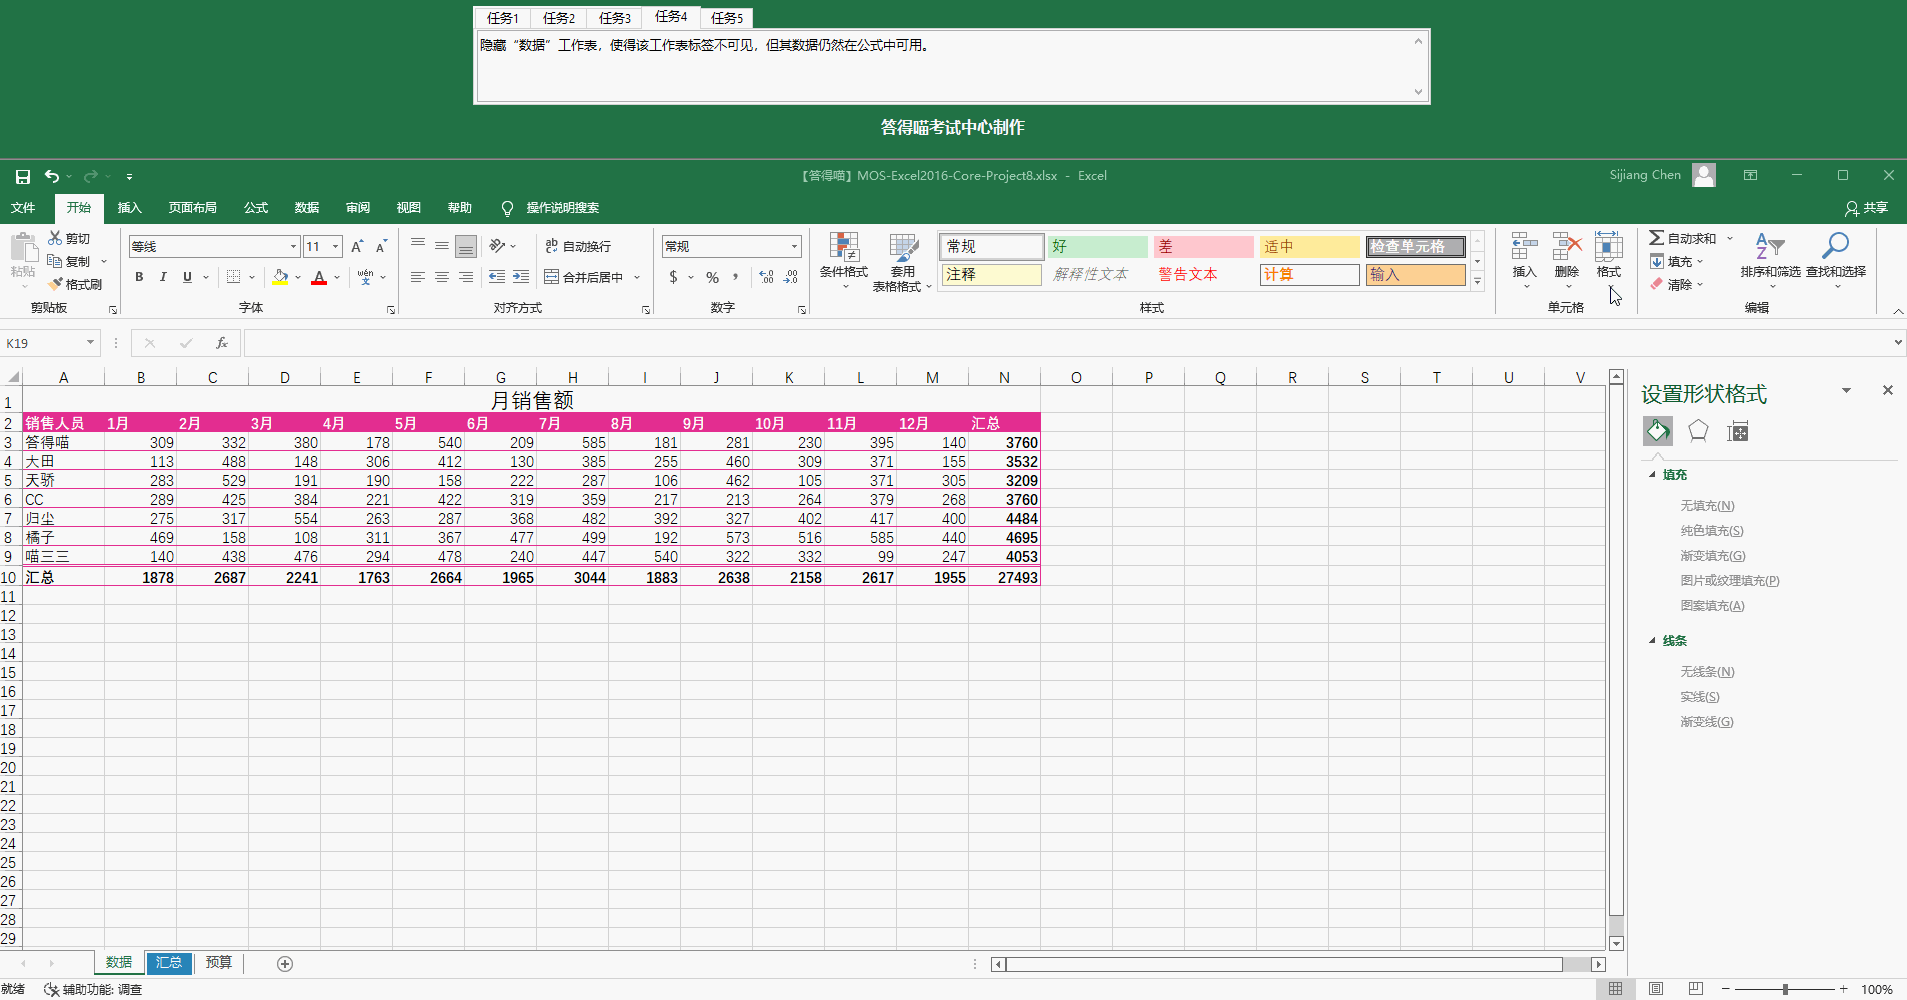 任务1 任务2 任务3 任务4 任务5
隐藏“数据”工作表，使得该工作表标签不可见，但其数据仍然在公式中可用。
答得喵考试中心制作
【答得喵】MOS-Excel2016-Core-Project8.xlsx - Excel
Sijiang Chen
文件 开始 插入 页面布局 公式 数据 审阅 视图 帮助 操作说明搜索 共享
粘贴 剪切 复制 格式刷 剪贴板
等线 11 A A B I U A wén 字体
ab 自动换行 合并后居中 对齐方式
常规 $ % , .0 .00 数字
条件格式 套用表格格式 常规 好 差 适中 检查单元格
注释 解释性文本 警告文本 计算 输入 样式
插入 删除 格式 单元格
自动求和 填充 清除 排序和筛选 查找和选择 编辑
K19 fx
A B C D E F G H I J K L M N O P Q R S T U V
1 月销售额
2 销售人员 1月 2月 3月 4月 5月 6月 7月 8月 9月 10月 11月 12月 汇总
3 答得喵 309 332 380 178 540 209 585 181 281 230 395 140 3760
4 大田 113 488 148 306 412 130 385 255 460 309 371 155 3532
5 天骄 283 529 191 190 158 222 287 106 462 105 371 305 3209
6 CC 289 425 384 221 422 319 359 217 213 264 379 268 3760
7 归尘 275 317 554 263 287 368 482 392 327 402 417 400 4484
8 橘子 469 158 108 311 367 477 499 192 573 516 585 440 4695
9 喵三三 140 438 476 294 478 240 447 540 322 332 99 247 4053
10 汇总 1878 2687 2241 1763 2664 1965 3044 1883 2638 2158 2617 1955 27493
11
12
13
14
15
16
17
18
19
20
21
22
23
24
25
26
27
28
29
设置形状格式
填充
无填充(N)
纯色填充(S)
渐变填充(G)
图片或纹理填充(P)
图案填充(A)
线条
无线条(N)
实线(S)
渐变线(G)
数据 汇总 预算
就绪 辅助功能: 调查 100%